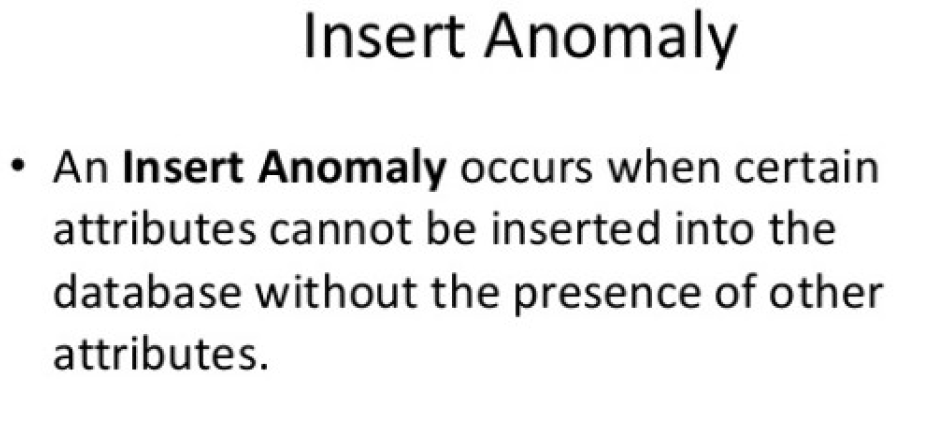 Insert Anomaly
• An Insert Anomaly occurs when certain
attributes cannot be inserted into the
database without the presence of other
attributes.